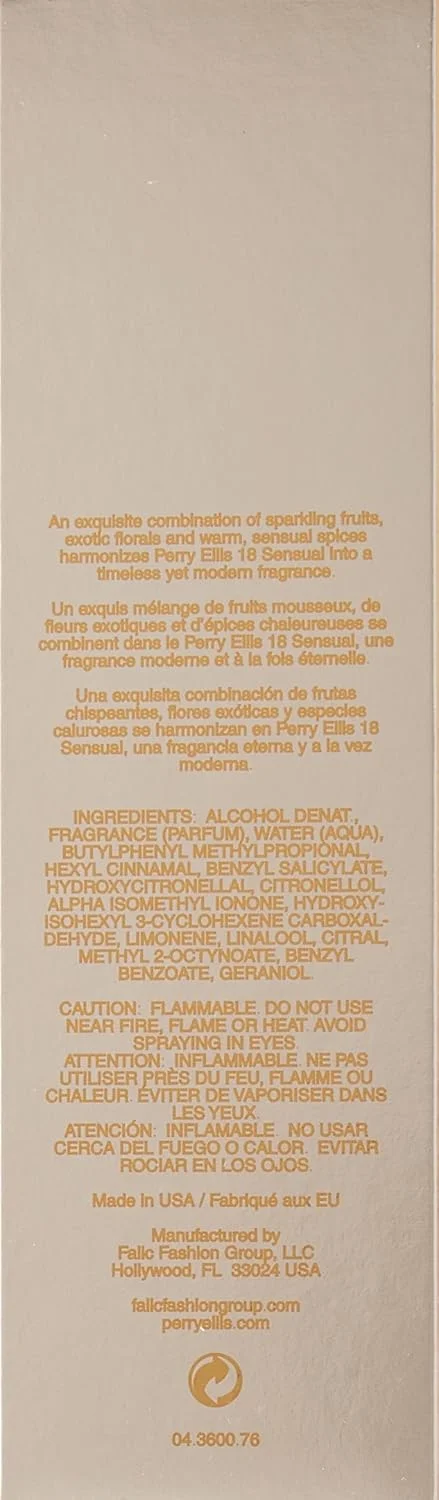 An exquisite combination of sparkling fruits,
exotic florals and warm, sensual spices
harmonizes Perry Ellis 18 Sensual into a
timeless yet modern fragrance.
Un exquis mélange de fruits mousseux, de
fleurs exotiques et d'épices chaleureuses se
combinent dans le Perry Ellis 18 Sensual, une
fragrance moderne et à la fois éternelle.
Una exquisita combinación de frutas
chispeantes, flores exóticas y especies
calurosas se harmonizan en Perry Ellis 18
Sensual, una fragancia eterna y a la vez
moderna.
INGREDIENTS: ALCOHOL DENAT.,
FRAGRANCE (PARFUM), WATER (AQUA),
BUTYLPHENYL METHYLPROPIONAL,
HEXYL CINNAMAL, BENZYL SALICYLATE,
HYDROXYCITRONELLAL, CITRONELLOL,
ALPHA ISOMETHYL IONONE, HYDROXY-
ISOHEXYL 3-CYCLOHEXENE CARBOXAL-
DEHYDE, LIMONENE, LINALOOL, CITRAL,
METHYL 2-OCTYNOATE, BENZYL
BENZOATE, GERANIOL.
CAUTION: FLAMMABLE. DO NOT USE
NEAR FIRE, FLAME OR HEAT. AVOID
SPRAYING IN EYES.
ATTENTION: INFLAMMABLE. NE PAS
UTILISER PRÈS DU FEU, FLAMME OU
CHALEUR. ÉVITER DE VAPORISER DANS
LES YEUX.
ATENCIÓN: INFLAMABLE. NO USAR
CERCA DEL FUEGO O CALOR. EVITAR
ROCIAR EN LOS OJOS.
Made in USA / Fabriqué aux EU
Manufactured by
Falic Fashion Group, LLC
Hollywood, FL 33024 USA
falicfashiongroup.com
perryellis.com
04.3600.76